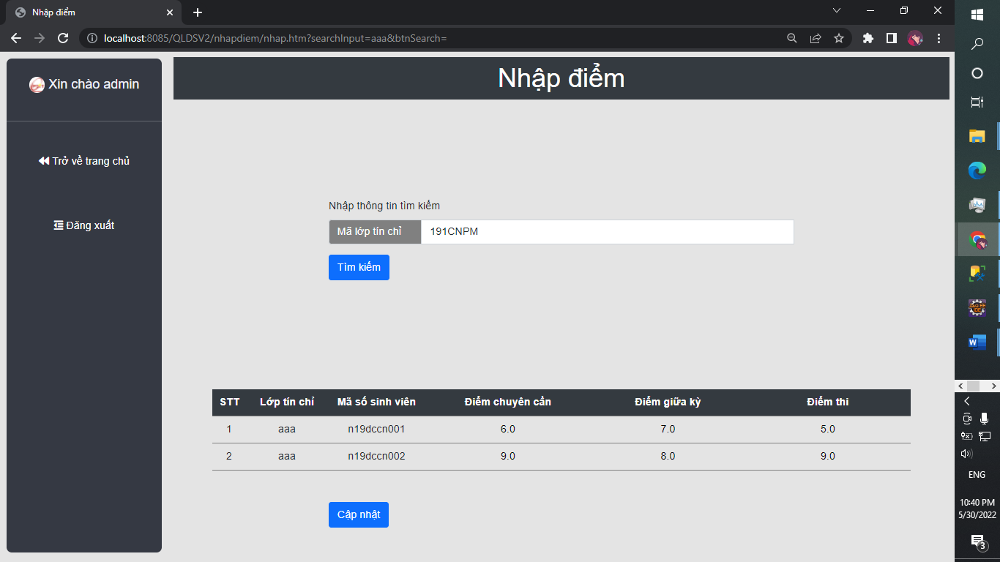 Nhập điểm
localhost:8085/QLDSV2/nhapdiem/nhap.htm?searchInput=aaa&btnSearch=
Xin chào admin
Trở về trang chủ
Đăng xuất
Nhập điểm
Nhập thông tin tìm kiếm
Mã lớp tín chỉ 191CNPM
Tìm kiếm
STT Lớp tín chỉ Mã số sinh viên Điểm chuyên cần Điểm giữa kỳ Điểm thi
1 aaa n19dccn001 6.0 7.0 5.0
2 aaa n19dccn002 9.0 8.0 9.0
Cập nhật
ENG
10:40 PM
5/30/2022
3